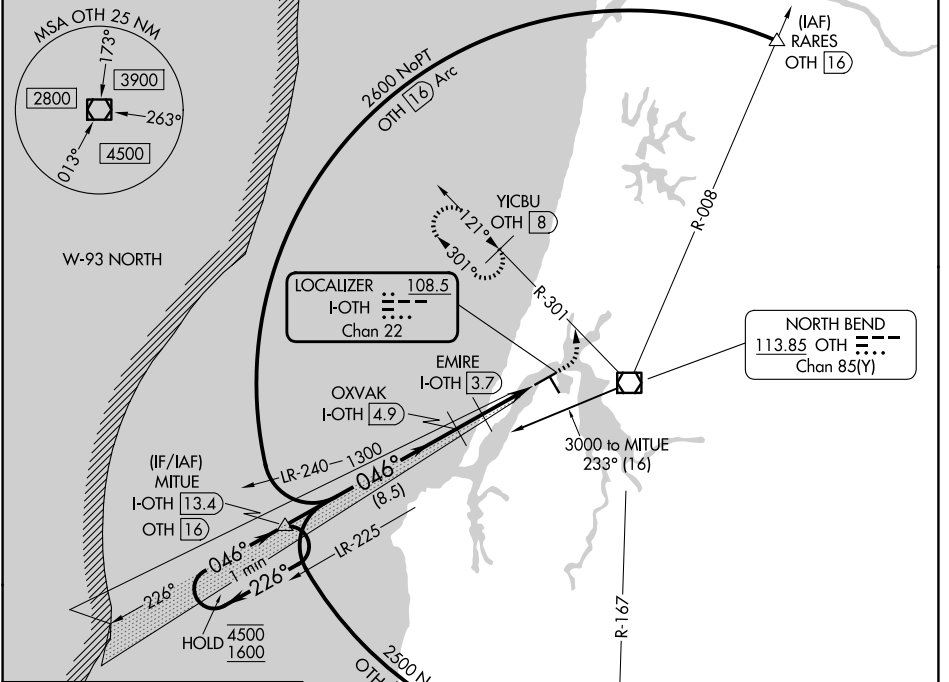 MSA OTH 25 NM
173°
3900
2800
263°
013°
4500
(IAF)
RARES
OTH 16
2600 NoPT
OTH 16 Arc
R-008
YICBU
OTH 8
121°
301°
R-301
W-93 NORTH
LOCALIZER 108.5
I-OTH
Chan 22
NORTH BEND
113.85 OTH
Chan 85(Y)
EMIRE
I-OTH 3.7
OXVAK
I-OTH 4.9
3000 to MITUE
233° (16)
(IF/IAF)
MITUE
I-OTH 13.4
OTH 16
LR-240
1300
046°
(8.5)
LR-225
046°
1 min
226°
226°
HOLD 4500
1600
R-167
2500 N
OTH